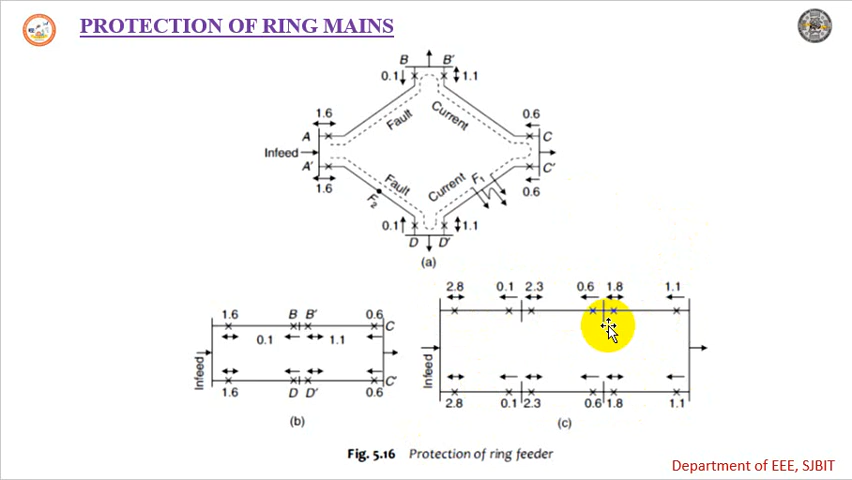 PROTECTION OF RING MAINS
B B'
0.1 1.1
1.6 0.6
A C
Fault Current
Infeed
A' C'
1.6 0.6
Fault Current F1
F2
0.1 1.1
D D'
(a)
2.8 0.1 2.3 0.6 1.8 1.1
1.6 B B' 0.6
C
0.1 1.1
Infeed
Infeed
C'
1.6 D D' 0.6
2.8 0.1 2.3 0.6 1.8 1.1
(b) (c)
Fig. 5.16 Protection of ring feeder
Department of EEE, SJBIT